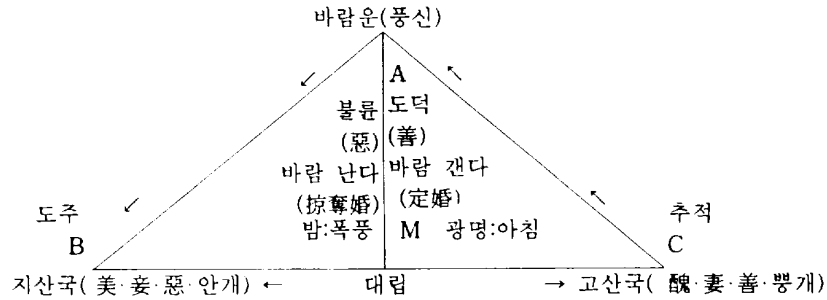 바람운(풍신)
↙ A ↖
불륜 도덕
(惡) (善)
바람 난다 바람 갠다
(掠奪婚) (定婚)
도주 ↙ ↖ 추적
B 밤:폭풍 M 광명:아침 C
지산국(美·妾·惡·안개) ← 대립 → 고산국(醜·妻·善·뿡개)